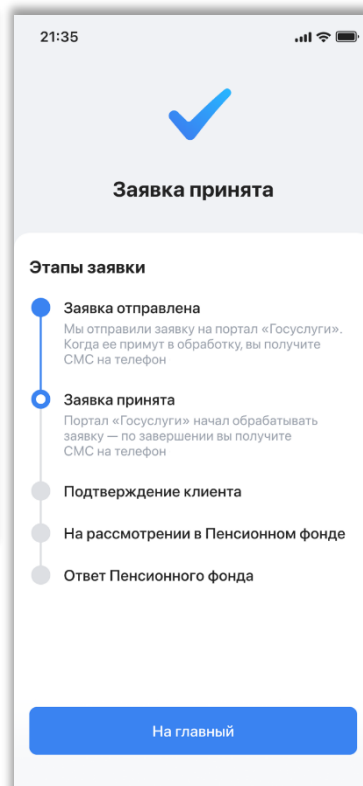 21:35
Заявка принята
Этапы заявки
Заявка отправлена
Мы отправили заявку на портал «Госуслуги».
Когда ее примут в обработку, вы получите
СМС на телефон
Заявка принята
Портал «Госуслуги» начал обрабатывать
заявку — по завершении вы получите
СМС на телефон
Подтверждение клиента
На рассмотрении в Пенсионном фонде
Ответ Пенсионного фонда
На главный